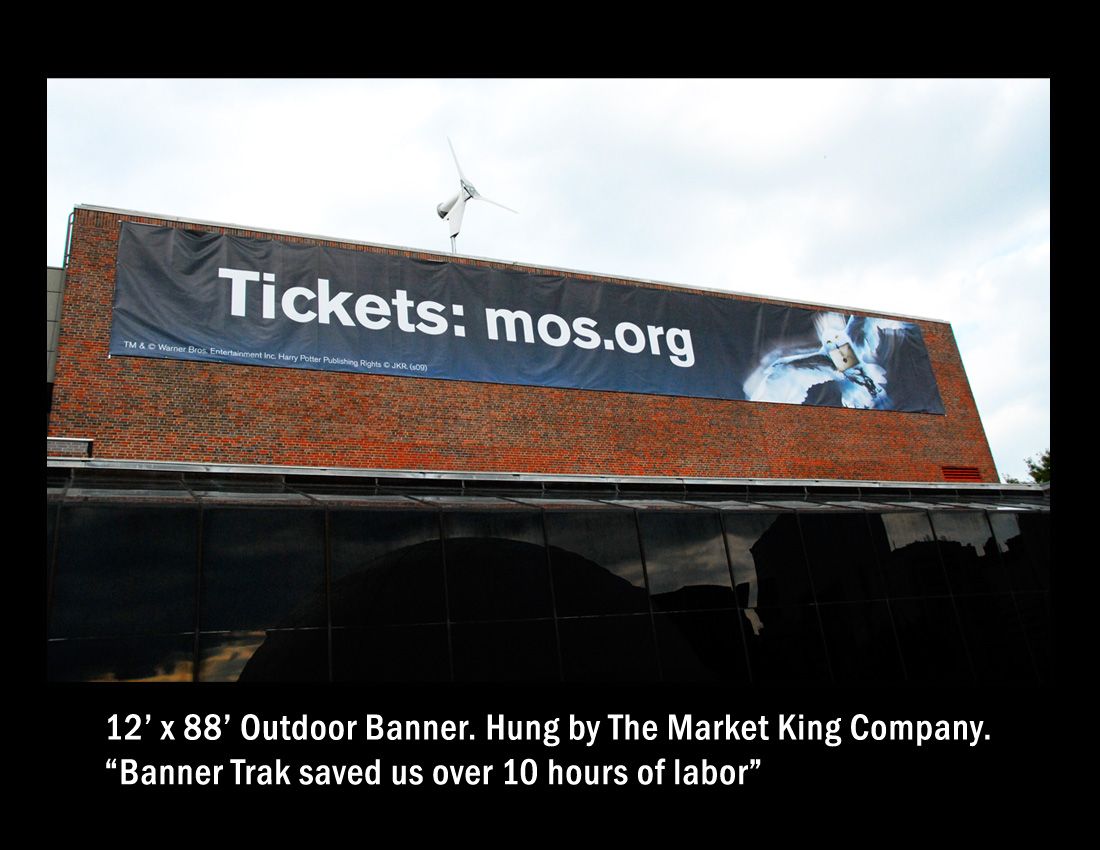 Tickets: mos.org
TM & © Warner Bros. Entertainment Inc. Harry Potter Publishing Rights © JKR. (s09)
12’ x 88’ Outdoor Banner. Hung by The Market King Company.
“Banner Trak saved us over 10 hours of labor”